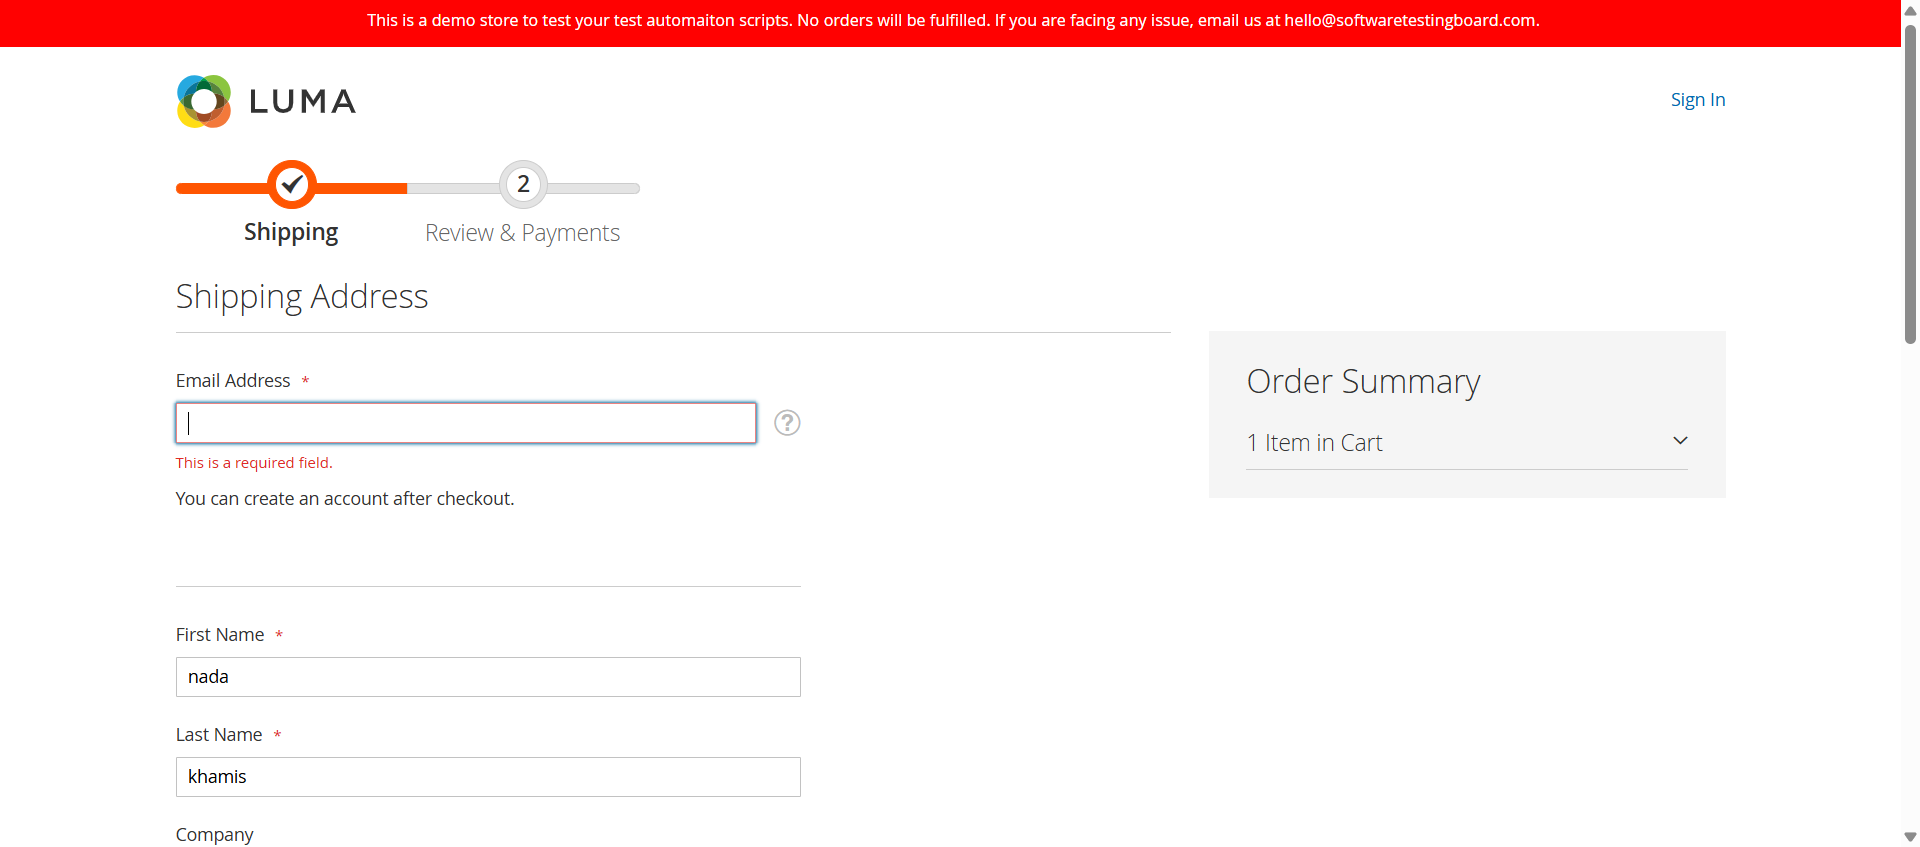 This is a demo store to test your test automaiton scripts. No orders will be fulfilled. If you are facing any issue, email us at hello@softwaretestingboard.com.
LUMA
Sign In
2
Shipping
Review & Payments
Shipping Address
Email Address *
?
This is a required field.
You can create an account after checkout.
Order Summary
1 Item in Cart
First Name *
nada
Last Name *
khamis
Company